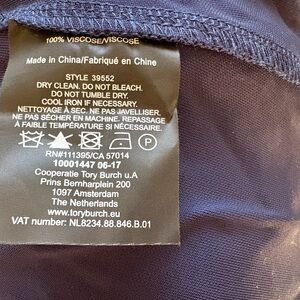 100% VISCOSE/VISCOSE
Made in China/Fabriqué en Chine
STYLE 39552
DRY CLEAN. DO NOT BLEACH.
DO NOT TUMBLE DRY.
COOL IRON IF NECESSARY.
NETTOYAGE À SEC. NE PAS JAVELLISER.
NE PAS SÉCHER EN MACHINE. REPASSAGE
À FAIBLE TEMPÉRATURE SI NÉCESSAIRE.
P
RN#111395/CA 57014
10001447 06-17
Cooperatie Tory Burch u.A
Prins Bernharplein 200
1097 Amsterdam
The Netherlands
www.toryburch.eu
VAT number: NL8234.88.846.B.01